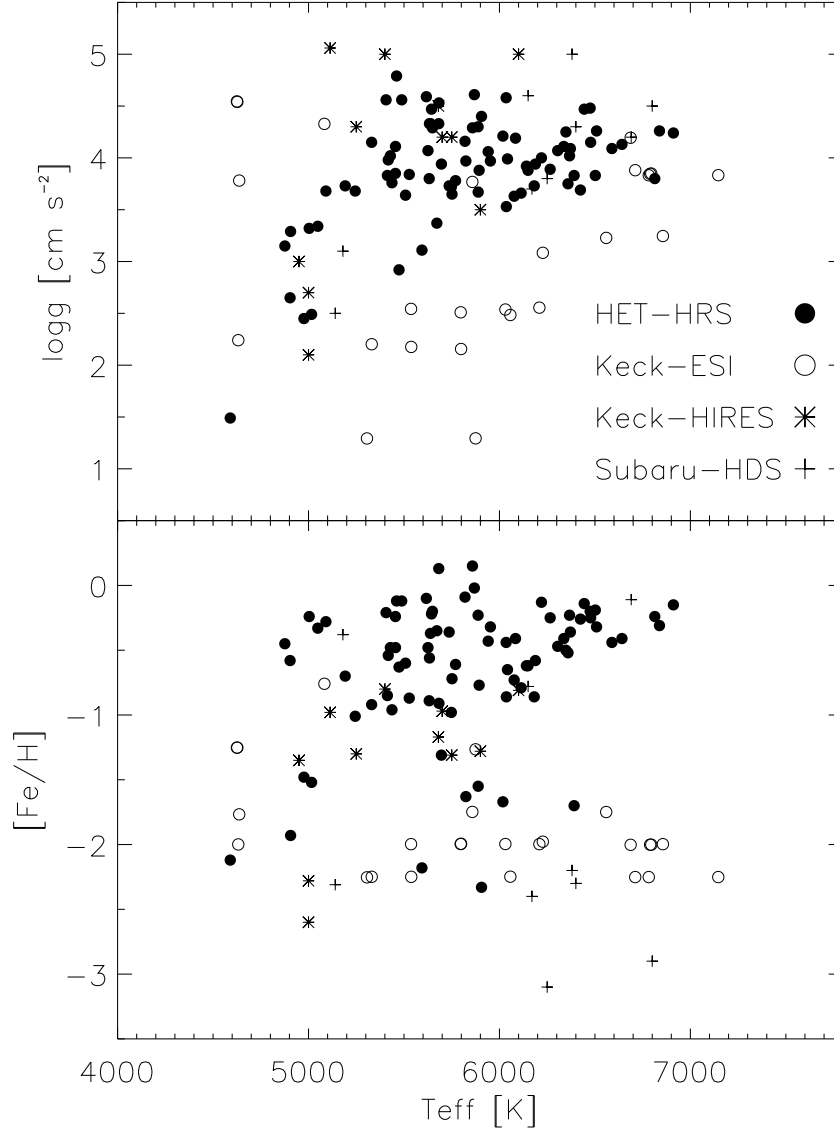 5
4
3
2
1
logg [cm s⁻²]
HET−HRS
Keck−ESI
Keck−HIRES
Subaru−HDS
0
−1
−2
−3
[Fe/H]
4000 5000 6000 7000
Teff [K]